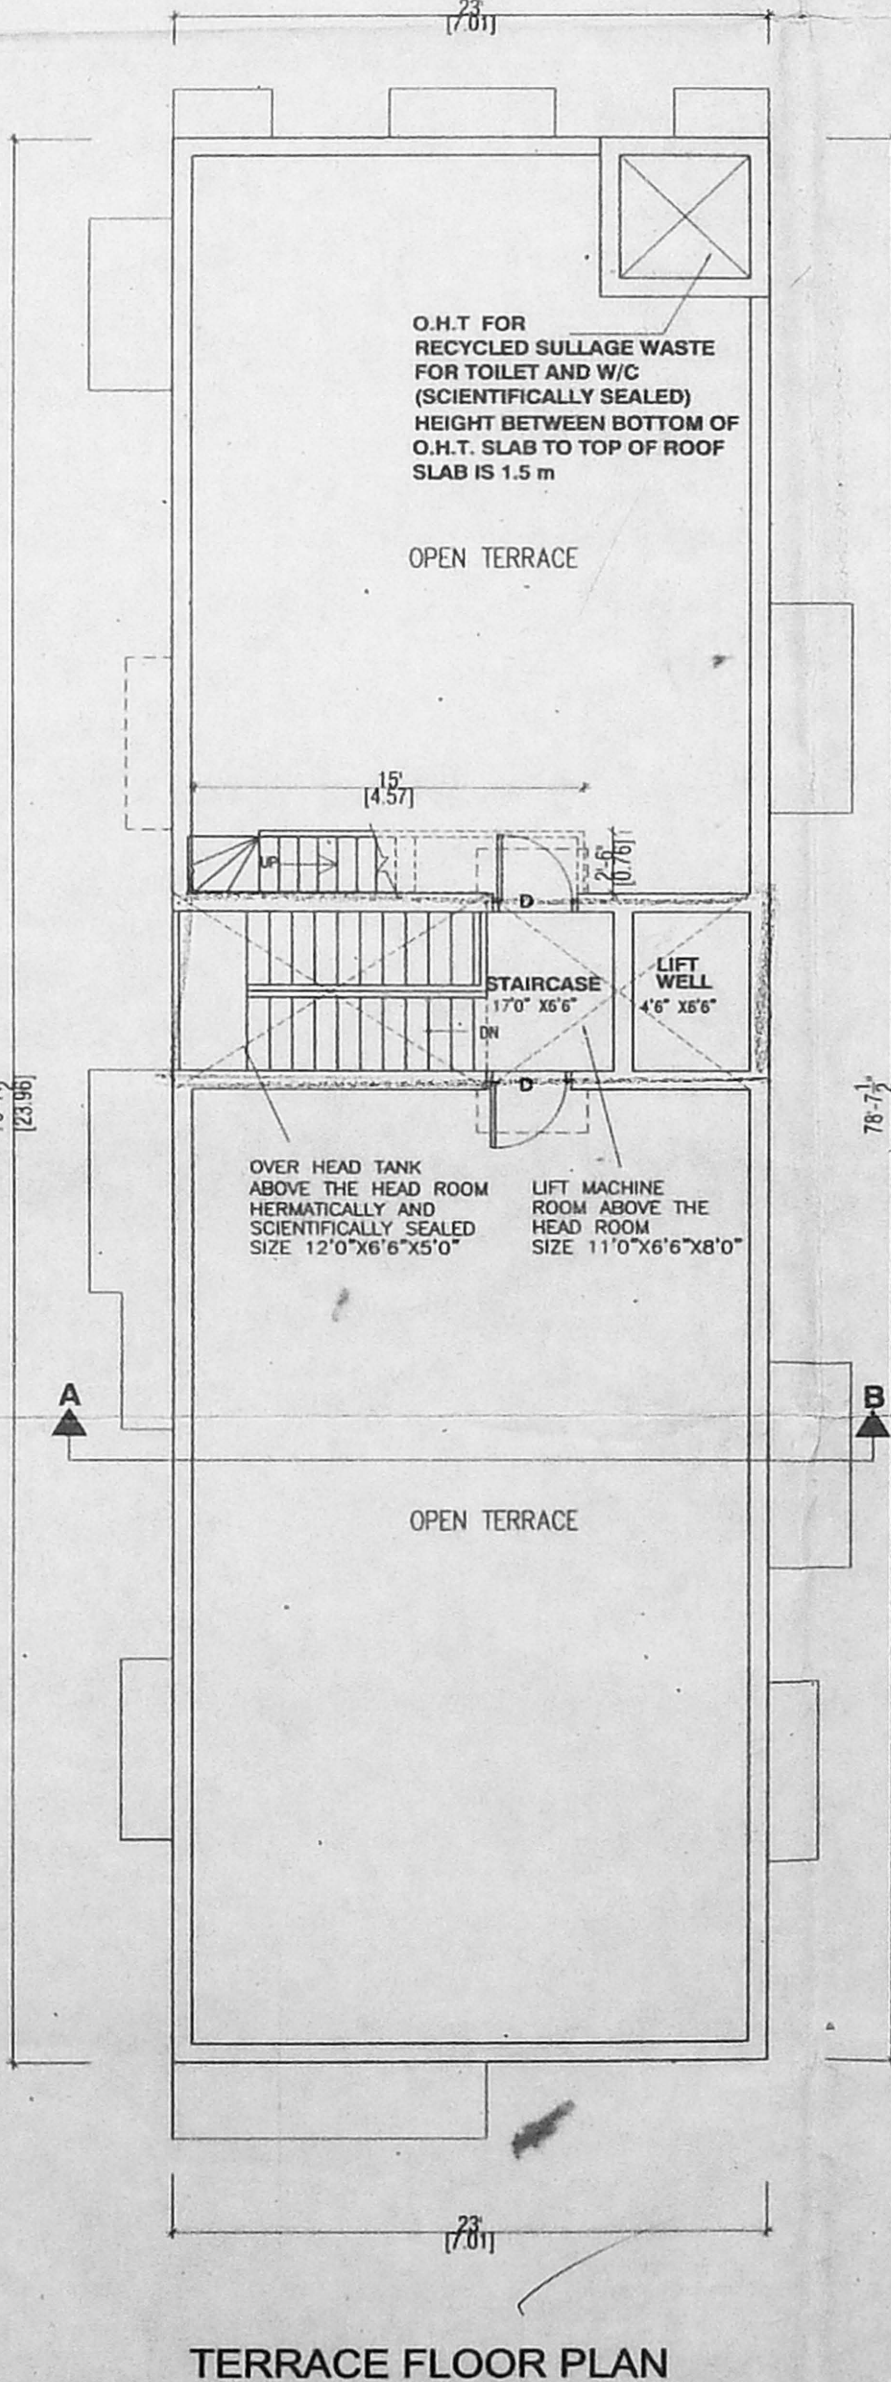 23'
[7.01]
O.H.T FOR
RECYCLED SULLAGE WASTE
FOR TOILET AND W/C
(SCIENTIFICALLY SEALED)
HEIGHT BETWEEN BOTTOM OF
O.H.T. SLAB TO TOP OF ROOF
SLAB IS 1.5 m
OPEN TERRACE
15'
[4.57]
UP
2'-6"
[0.76]
D
STAIRCASE
17'0" X6'6"
LIFT
WELL
4'6" X6'6"
DN
D
[23.96]
78'-7 1/2"
OVER HEAD TANK
ABOVE THE HEAD ROOM
HERMATICALLY AND
SCIENTIFICALLY SEALED
SIZE 12'0"X6'6"X5'0"
LIFT MACHINE
ROOM ABOVE THE
HEAD ROOM
SIZE 11'0"X6'6"X8'0"
A
B
OPEN TERRACE
23'
[7.01]
TERRACE FLOOR PLAN